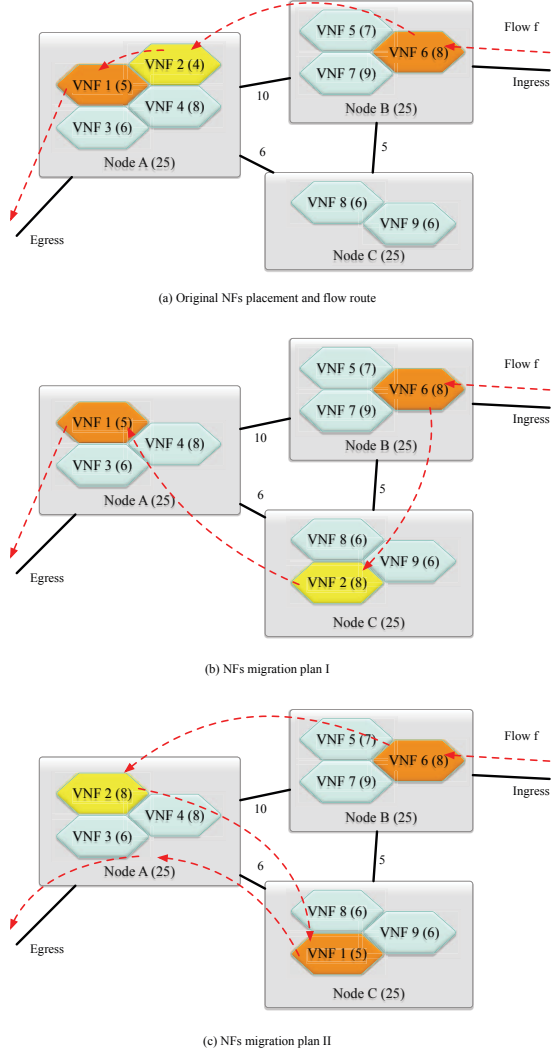 Flow f
VNF 5 (7)
VNF 2 (4)
VNF 6 (8)
VNF 1 (5)
VNF 7 (9)
Ingress
VNF 4 (8)
10
Node B (25)
VNF 3 (6)
5
Node A (25)
6
VNF 8 (6)
VNF 9 (6)
Egress
Node C (25)
(a) Original NFs placement and flow route
VNF 5 (7)
Flow f
VNF 6 (8)
VNF 1 (5)
VNF 7 (9)
Ingress
VNF 4 (8)
10
Node B (25)
VNF 3 (6)
Node A (25)
6
5
VNF 8 (6)
VNF 9 (6)
Egress
VNF 2 (8)
Node C (25)
(b) NFs migration plan I
Flow f
VNF 5 (7)
VNF 6 (8)
VNF 7 (9)
Ingress
VNF 2 (8)
10
VNF 4 (8)
Node B (25)
VNF 3 (6)
5
Node A (25)
6
VNF 8 (6)
VNF 9 (6)
Egress
VNF 1 (5)
Node C (25)
(c) NFs migration plan II